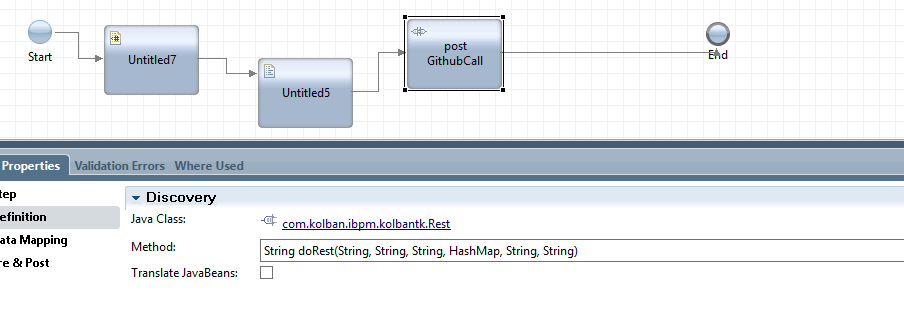 Start
Untitled7
Untitled5
post
GithubCall
End
Properties Validation Errors Where Used
tep
efinition
ata Mapping
re & Post
Discovery
Java Class: com.kolban.ibpm.kolbantk.Rest
Method: String doRest(String, String, String, HashMap, String, String)
Translate JavaBeans: